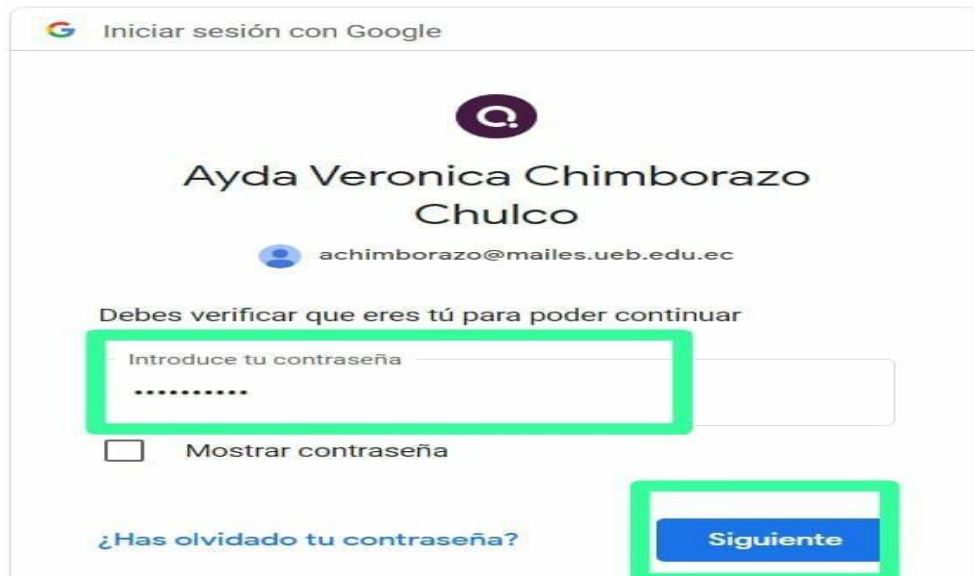 Iniciar sesión con Google
Ayda Veronica Chimborazo
Chulco
achimborazo@mailes.ueb.edu.ec
Debes verificar que eres tú para poder continuar
Introduce tu contraseña
••••••••••
Mostrar contraseña
¿Has olvidado tu contraseña?
Siguiente